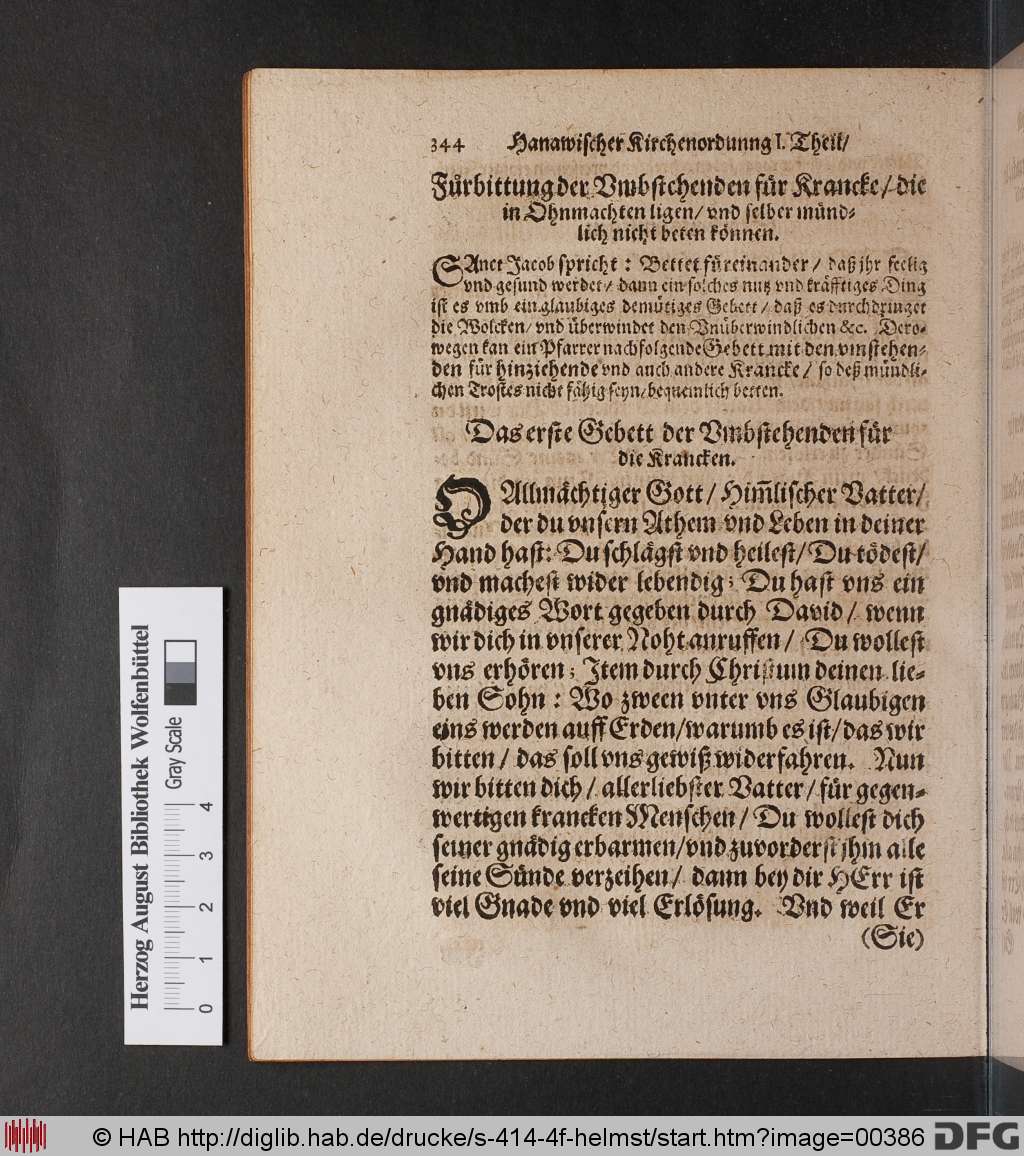 344 Hanawischer Kirchenordnung I. Theil/
Fürbittung der Vmbstehenden für Krancke/ die
in Ohnmachten ligen/ vnd selber münd-
lich nicht beten können.
SAnct Jacob spricht: Bettet für einander/ daß jhr seelig
vnd gesund werdet/ dann ein solches nutz vnd kräfftiges Ding
ist es vmb ein glaubiges demütiges Gebett/ daß es durchdringet
die Wolcken/ vnd überwindet den Vnüberwindlichen &c. Dero-
wegen kan ein Pfarrer nachfolgende Gebett mit den vmstehen-
den für hinziehende vnd auch andere Krancke/ so deß mündli-
chen Trostes nicht fähig seyn/ bequemlich betten.
Das erste Gebett der Vmbstehenden für
die Krancken.
O Allmächtiger Gott/ Him̃lischer Vatter/
der du vnsern Athem vnd Leben in deiner
Hand hast: Du schlägst vnd heilest/ Du tödest/
vnd machest wider lebendig; Du hast vns ein
gnädiges Wort gegeben durch David/ wenn
wir dich in vnserer Noht anruffen/ Du wollest
vns erhören; Item durch Christum deinen lie-
ben Sohn: Wo zween vnter vns Glaubigen
eins werden auff Erden/ warumb es ist/ das wir
bitten/ das soll vns gewiß widerfahren. Nun
wir bitten dich/ allerliebster Vatter/ für gegen-
wertigen krancken Menschen/ Du wollest dich
seiner gnädig erbarmen/ vnd zuvorderst jhm alle
seine Sünde verzeihen/ dann bey dir HErr ist
viel Gnade vnd viel Erlösung. Vnd weil Er
(Sie)
Herzog August Bibliothek Wolfenbüttel
Gray Scale
0 1 2 3 4
© HAB http://diglib.hab.de/drucke/s-414-4f-helmst/start.htm?image=00386 DFG